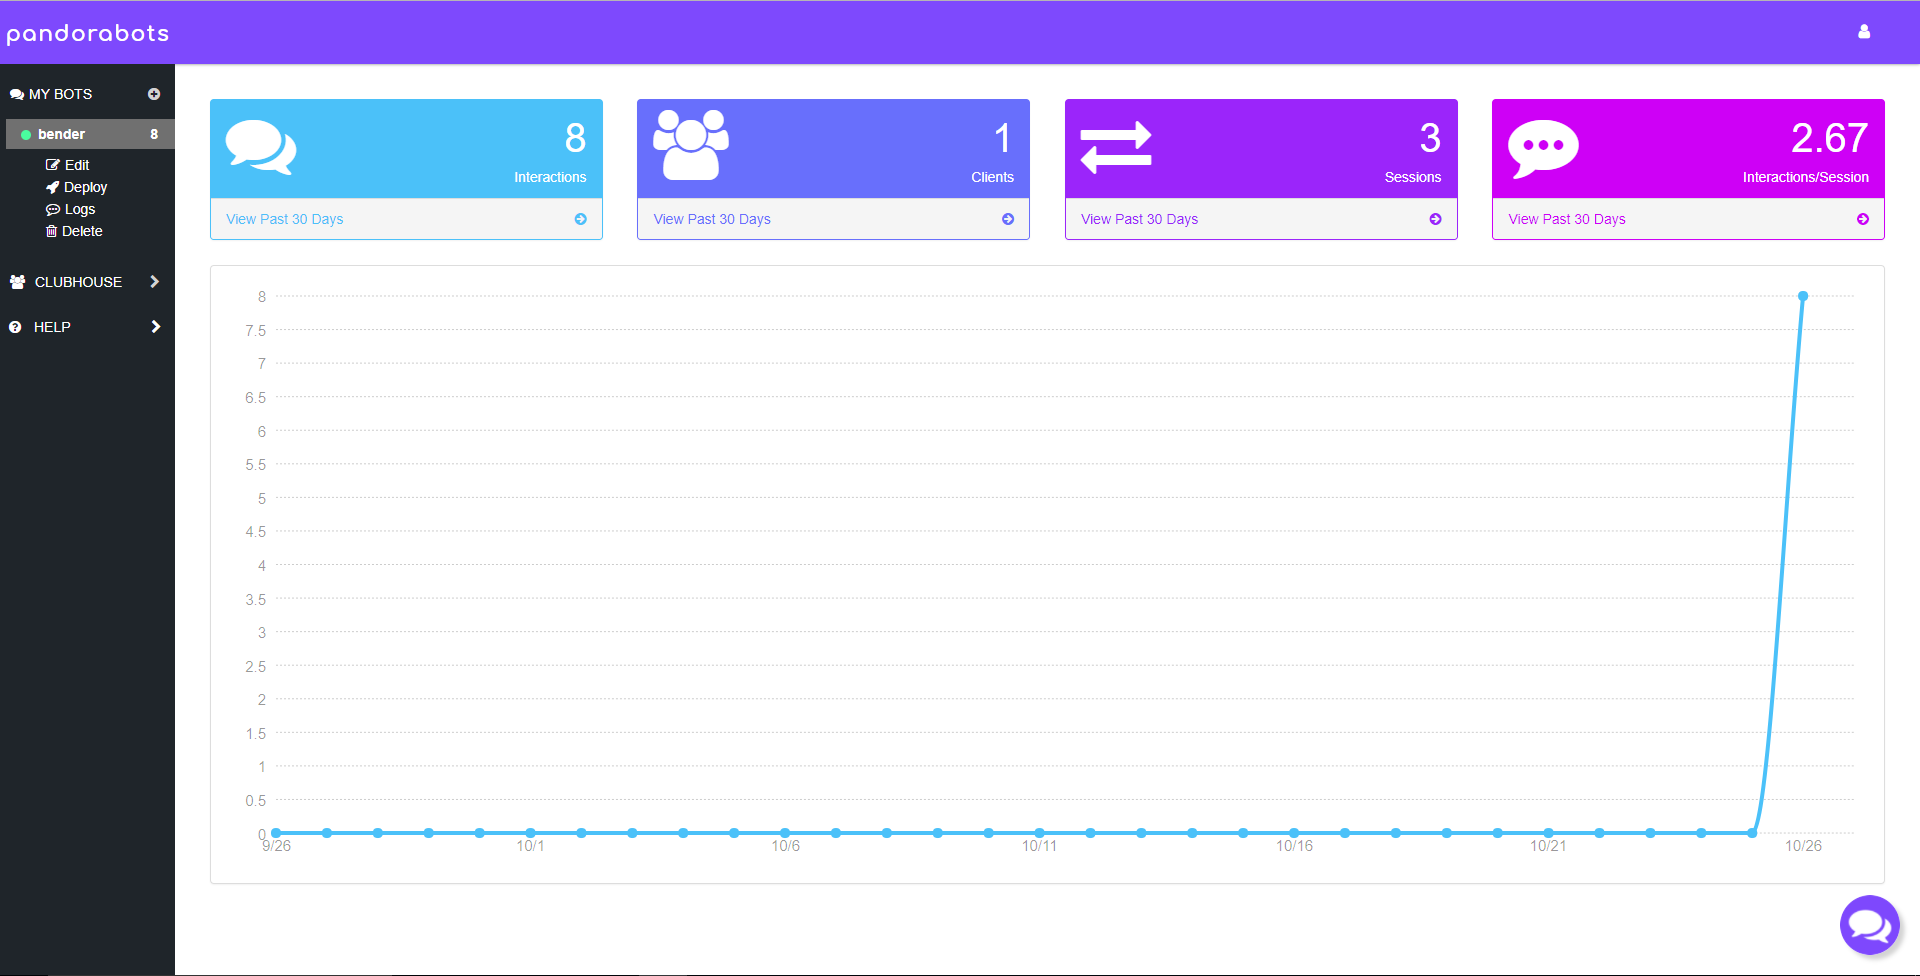 pandorabots
MY BOTS
bender 8
Edit
Deploy
Logs
Delete
CLUBHOUSE
HELP
8
Interactions
View Past 30 Days
1
Clients
View Past 30 Days
3
Sessions
View Past 30 Days
2.67
Interactions/Session
View Past 30 Days
8
7.5
7
6.5
6
5.5
5
4.5
4
3.5
3
2.5
2
1.5
1
0.5
0
9/26 10/1 10/6 10/11 10/16 10/21 10/26